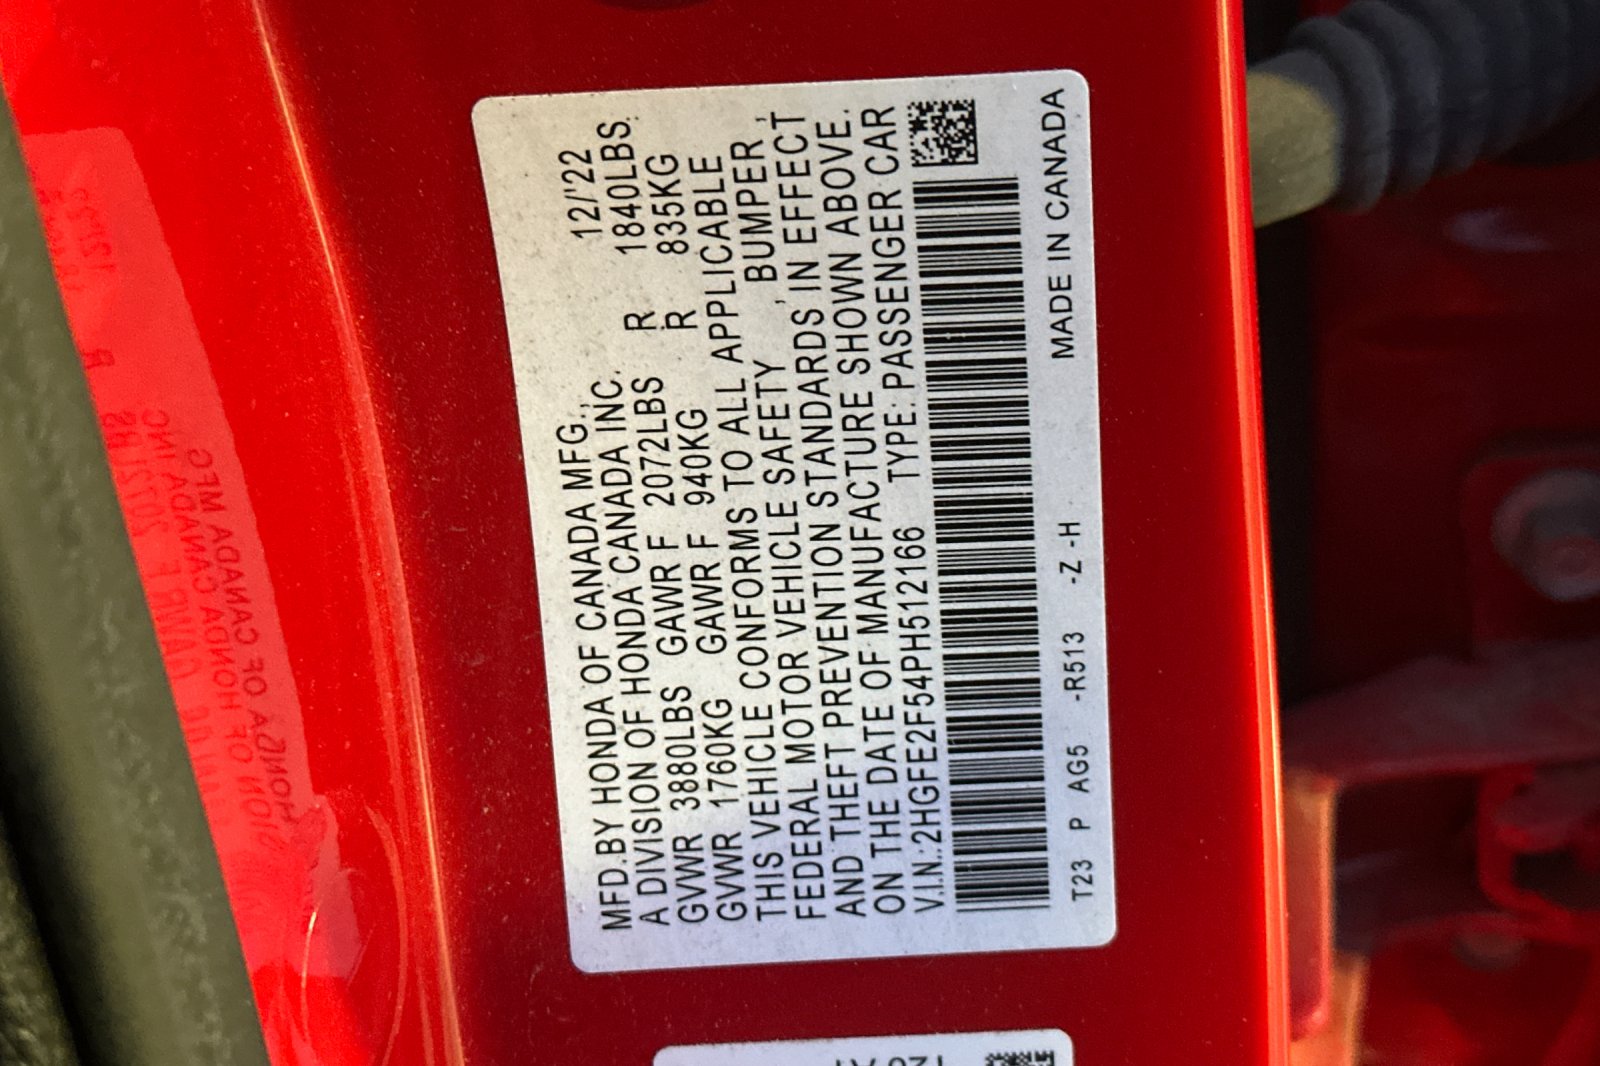 MFD.BY HONDA OF CANADA MFG., 12/'22
A DIVISION OF HONDA CANADA INC.
GVWR 3880LBS GAWR F 2072LBS R 1840LBS
GVWR 1760KG GAWR F 940KG R 835KG
THIS VEHICLE CONFORMS TO ALL APPLICABLE
FEDERAL MOTOR VEHICLE SAFETY , BUMPER ,
AND THEFT PREVENTION STANDARDS IN EFFECT
ON THE DATE OF MANUFACTURE SHOWN ABOVE.
V.I.N.:2HGFE2F54PH512166 TYPE: PASSENGER CAR
T23 P AG5 -R513 -Z -H MADE IN CANADA